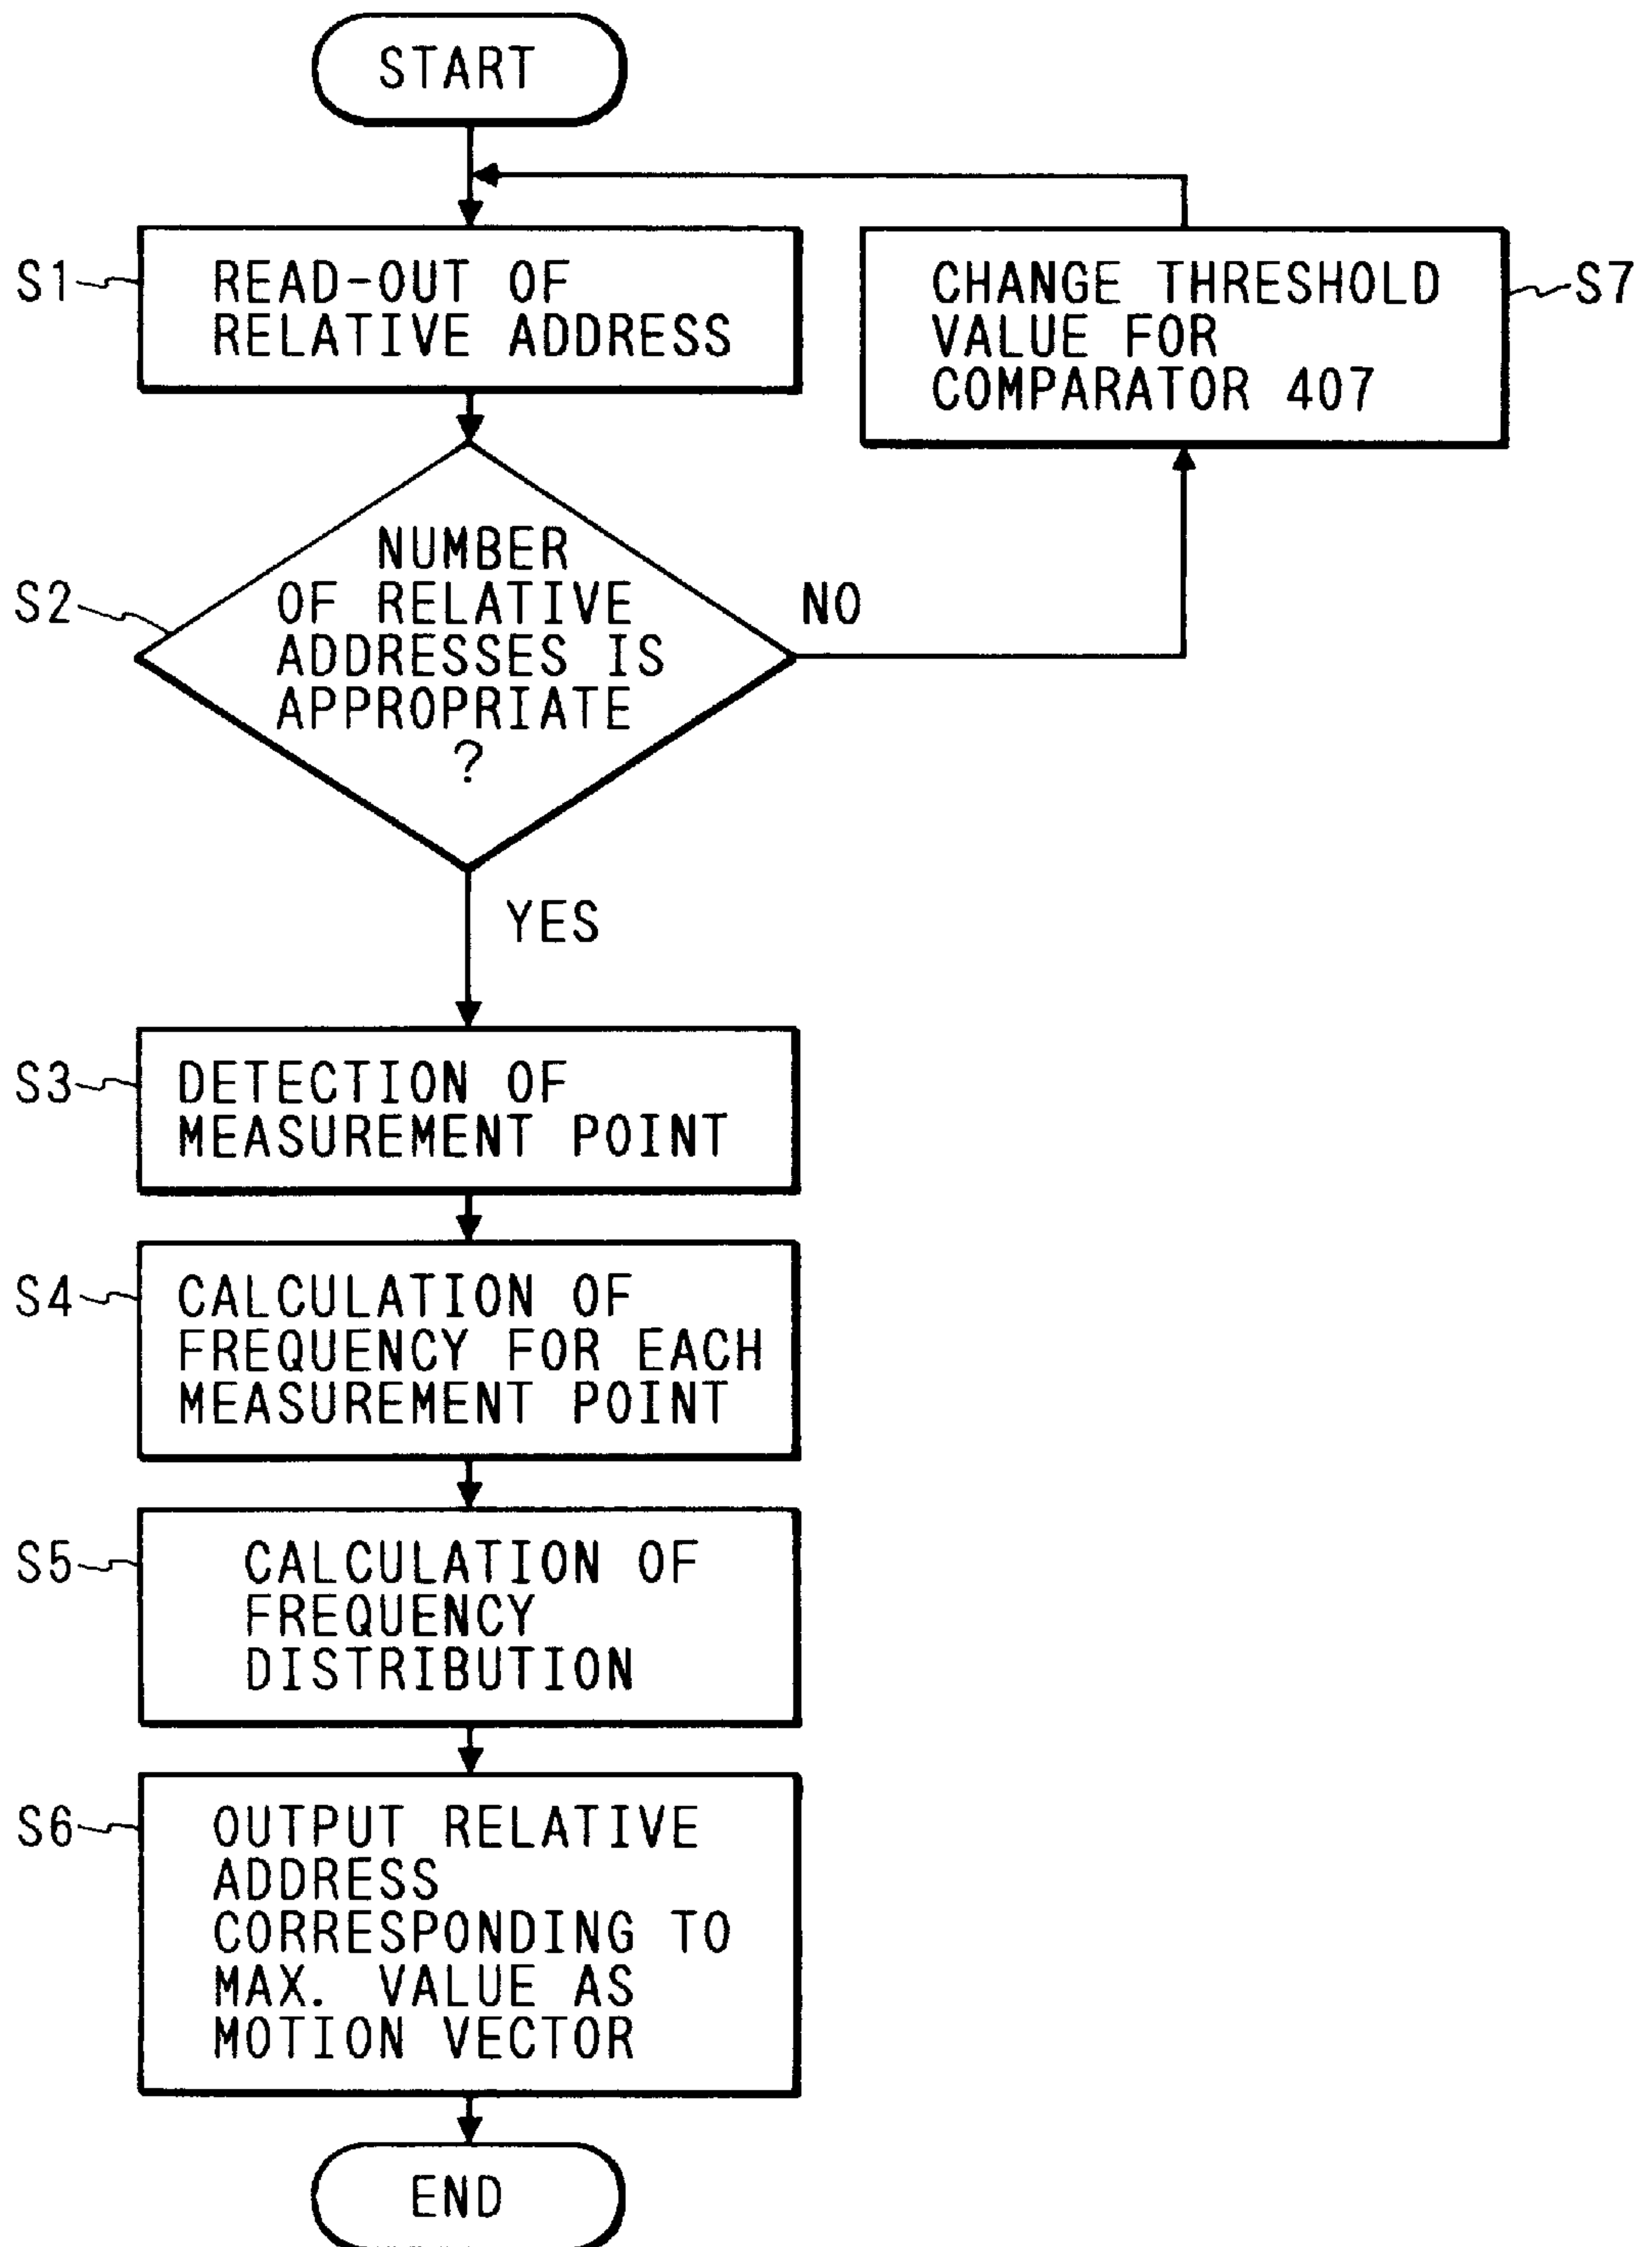 START
S1
READ-OUT OF
RELATIVE ADDRESS
CHANGE THRESHOLD
VALUE FOR
COMPARATOR 407
S7
S2
NUMBER
OF RELATIVE
ADDRESSES IS
APPROPRIATE
?
NO
YES
S3
DETECTION OF
MEASUREMENT POINT
S4
CALCULATION OF
FREQUENCY FOR EACH
MEASUREMENT POINT
S5
CALCULATION OF
FREQUENCY
DISTRIBUTION
S6
OUTPUT RELATIVE
ADDRESS
CORRESPONDING TO
MAX. VALUE AS
MOTION VECTOR
END